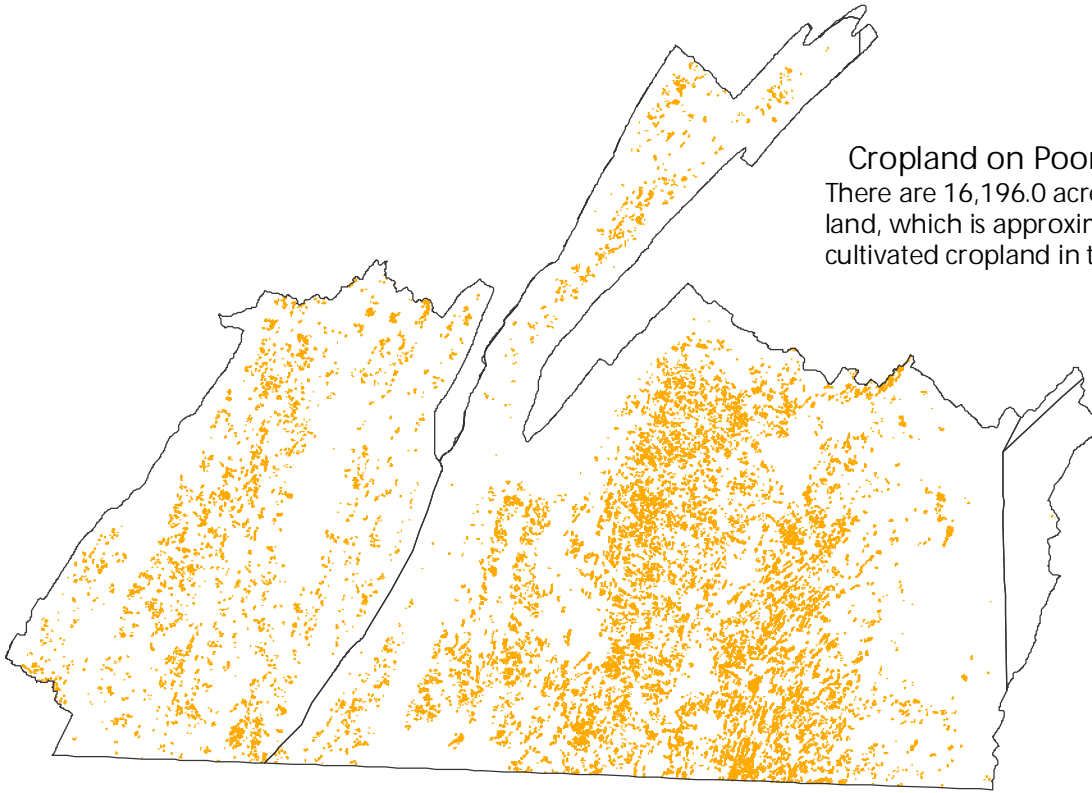 Cropland on Poor
There are 16,196.0 acre
land, which is approxin
cultivated cropland in t